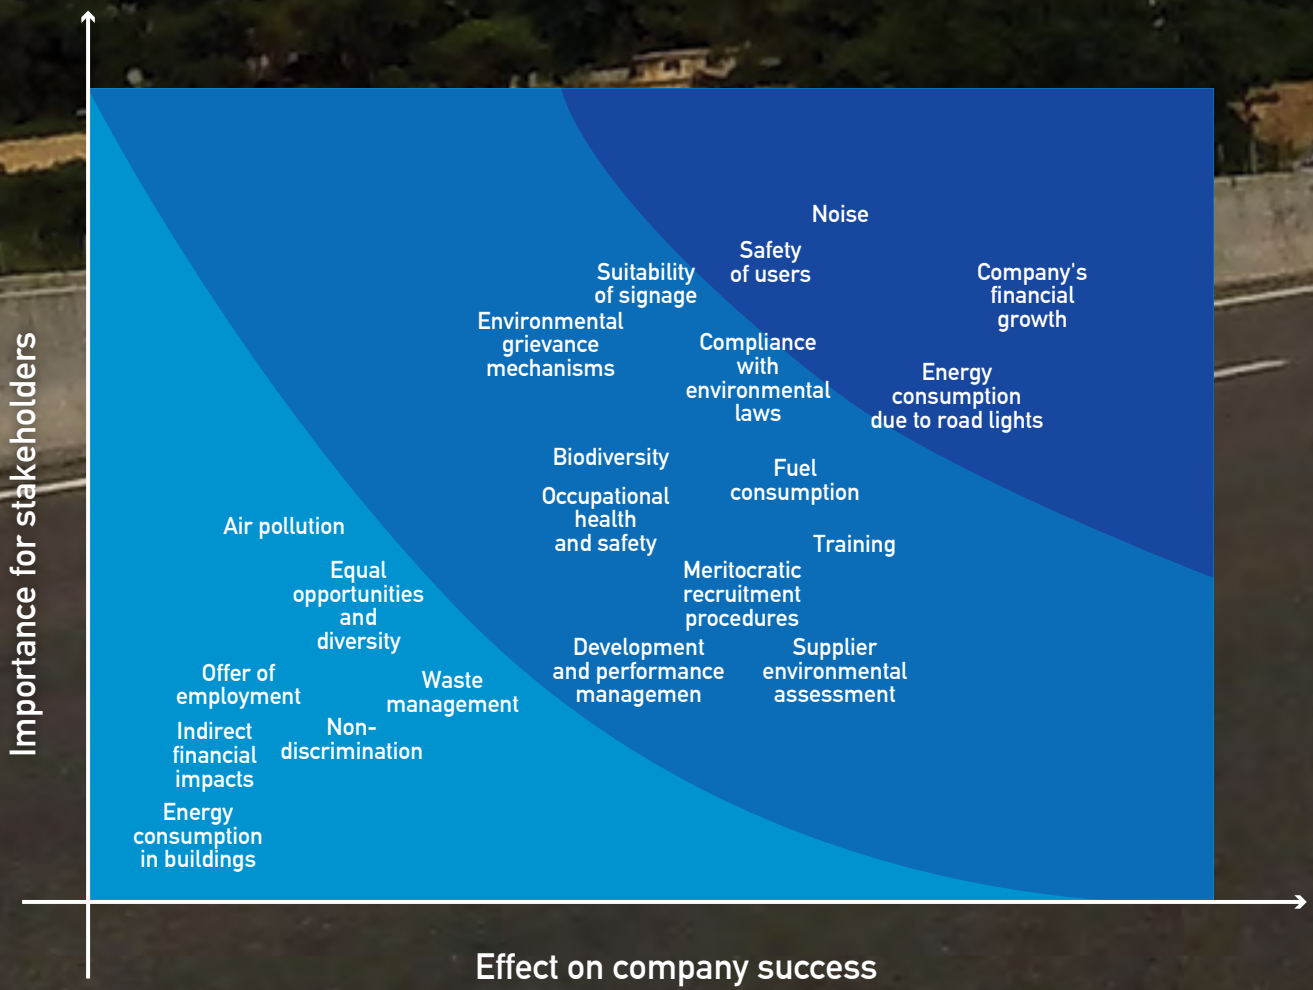 Importance for stakeholders
Noise
Safety
of users
Suitability
of signage
Company's
financial
growth
Environmental
grievance
mechanisms
Compliance
with
environmental
laws
Energy
consumption
due to road lights
Biodiversity
Fuel
consumption
Occupational
health
and safety
Air pollution
Training
Equal
opportunities
and
diversity
Meritocratic
recruitment
procedures
Development
and performance
managemen
Supplier
environmental
assessment
Offer of
employment
Waste
management
Indirect
financial
impacts
Non-
discrimination
Energy
consumption
in buildings
Effect on company success